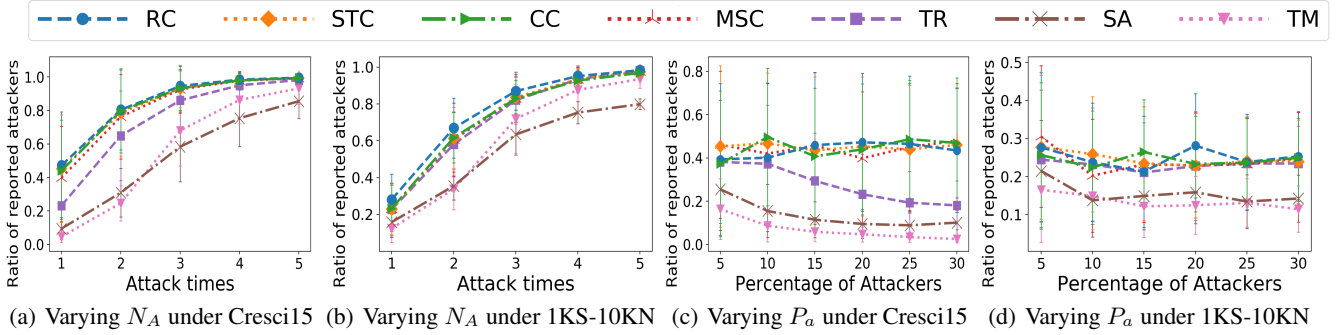 RC STC CC MSC TR SA TM
Ratio of reported attackers
1.0
0.8
0.6
0.4
0.2
0.0
1 2 3 4 5
Attack times
Ratio of reported attackers
1.0
0.8
0.6
0.4
0.2
1 2 3 4 5
Attack times
Ratio of reported attackers
0.8
0.6
0.4
0.2
0.0
5 10 15 20 25 30
Percentage of Attackers
Ratio of reported attackers
0.5
0.4
0.3
0.2
0.1
5 10 15 20 25 30
Percentage of Attackers
(a) Varying N_A under Cresci15 (b) Varying N_A under 1KS-10KN (c) Varying P_a under Cresci15 (d) Varying P_a under 1KS-10KN